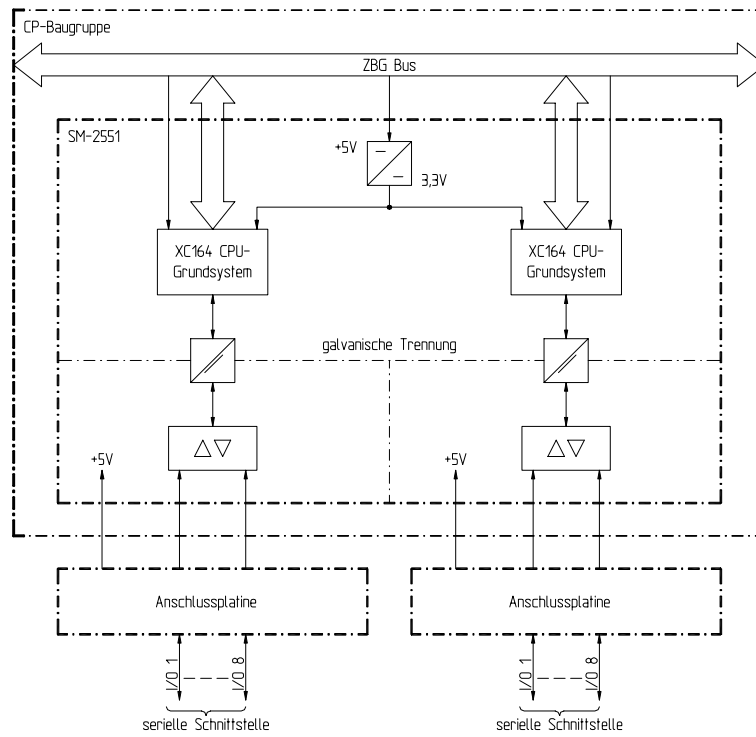 CP-Baugruppe
ZBG Bus
SM-2551
+5V
3,3V
XC164 CPU-
Grundsystem
XC164 CPU-
Grundsystem
galvanische Trennung
+5V
+5V
Anschlussplatine
Anschlussplatine
I/O 1
I/O 8
I/O 1
I/O 8
serielle Schnittstelle
serielle Schnittstelle